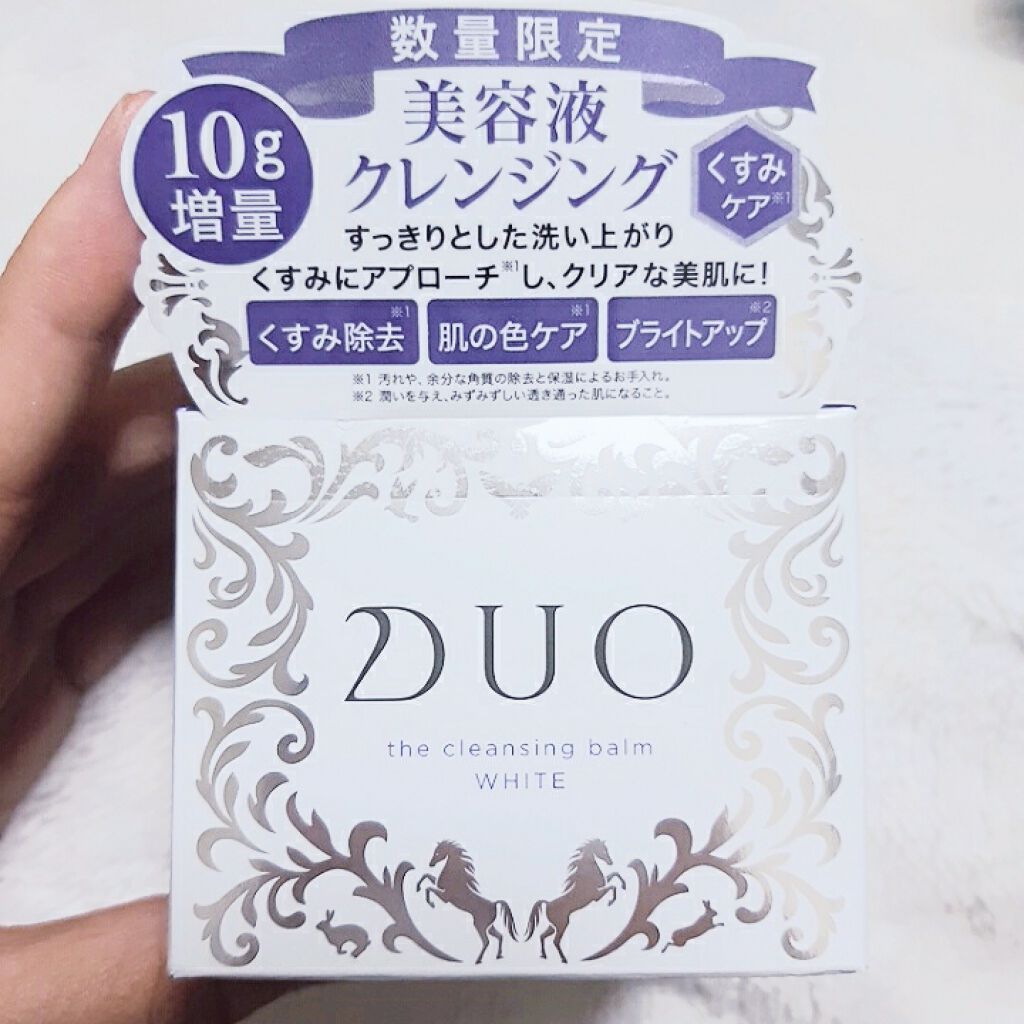 数量限定
10g
増量
美容液
クレンジング
くすみ
ケア※1
すっきりとした洗い上がり
くすみにアプローチ※1し、クリアな美肌に!
くすみ除去※1
肌の色ケア※1
ブライトアップ※2
※1 汚れや、余分な角質の除去と保湿によるお手入れ。
※2 潤いを与え、みずみずしい透き通った肌になること。
DUO
the cleansing balm
WHITE